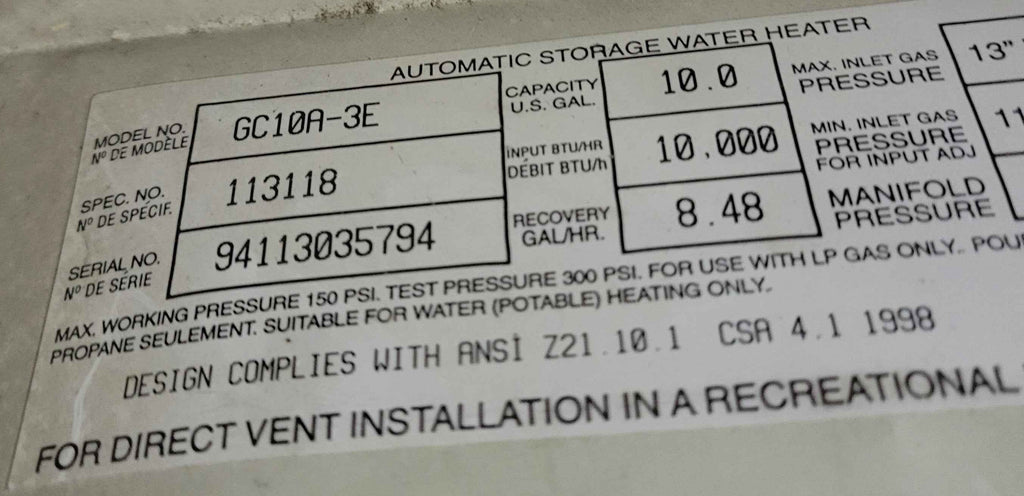 AUTOMATIC STORAGE WATER HEATER
MODEL NO.
Nº DE MODÈLE
GC10A-3E
SPEC. NO.
Nº DE SPÉCIF.
113118
SERIAL NO.
Nº DE SÉRIE
94113035794
CAPACITY
U.S. GAL.
10.0
INPUT BTU/HR
DÉBIT BTU/h
10,000
RECOVERY
GAL/HR.
8.48
MAX. INLET GAS
PRESSURE
13"
MIN. INLET GAS
PRESSURE
FOR INPUT ADJ
11
MANIFOLD
PRESSURE
MAX. WORKING PRESSURE 150 PSI. TEST PRESSURE 300 PSI. FOR USE WITH LP GAS ONLY.
PROPANE SEULEMENT. SUITABLE FOR WATER (POTABLE) HEATING ONLY.
DESIGN COMPLIES WITH ANSI Z21.10.1 CSA 4.1 1998
FOR DIRECT VENT INSTALLATION IN A RECREATIONAL